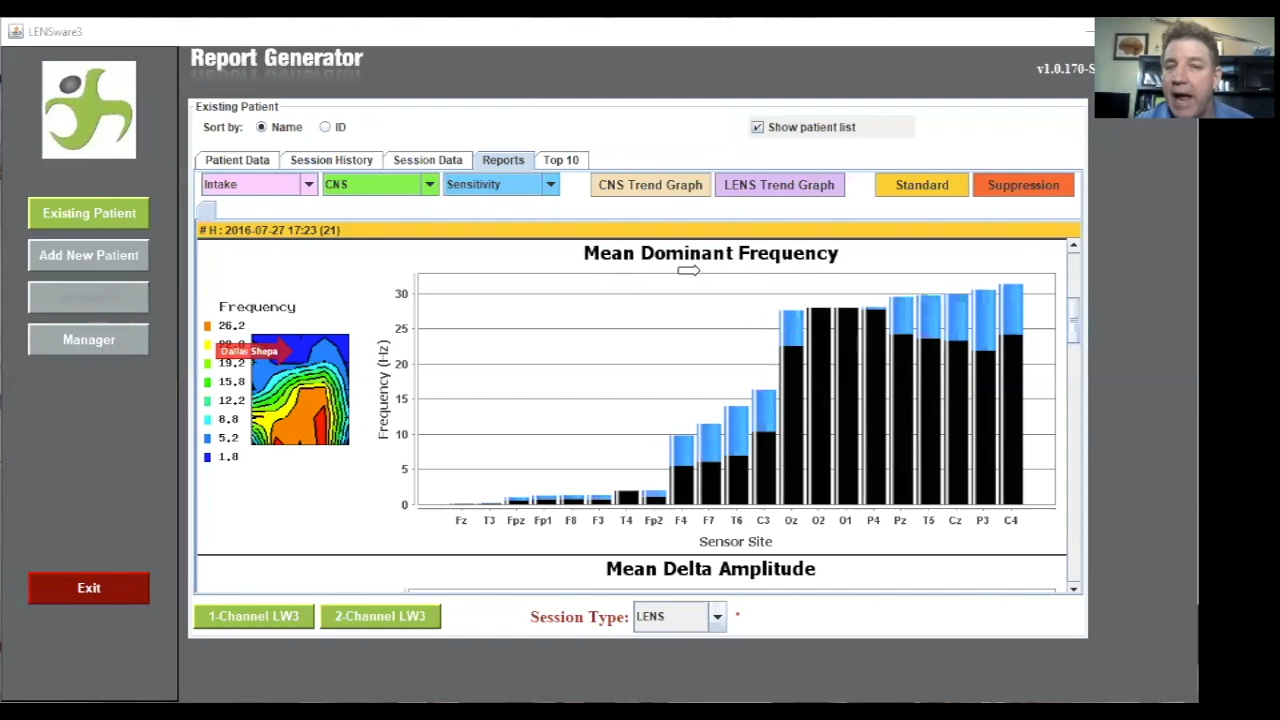 LENSware3
Report Generator
v1.0.170-S
Existing Patient
Sort by: Name ID
Show patient list
Patient Data Session History Session Data Reports Top 10
Intake CNS Sensitivity CNS Trend Graph LENS Trend Graph Standard Suppression
# H : 2016-07-27 17:23 (21)
Mean Dominant Frequency
Frequency
26.2
Dallas Shepa
19.2
15.8
12.2
8.8
5.2
1.8
Frequency (Hz)
30
25
20
15
10
5
0
Fz T3 Fpz Fp1 F8 F3 T4 Fp2 F4 F7 T6 C3 Oz O2 O1 P4 Pz T5 Cz P3 C4
Sensor Site
Mean Delta Amplitude
Existing Patient
Add New Patient
Manager
Exit
1-Channel LW3 2-Channel LW3 Session Type: LENS *